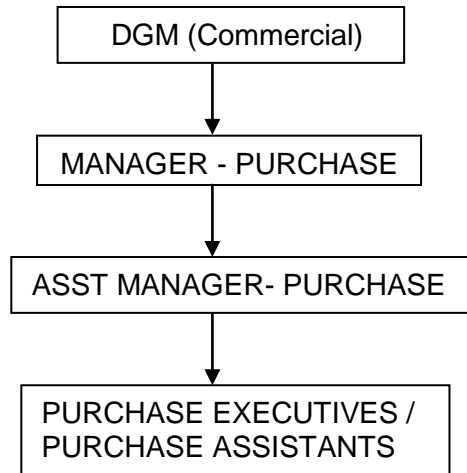 DGM (Commercial)
MANAGER - PURCHASE
ASST MANAGER- PURCHASE
PURCHASE EXECUTIVES /
PURCHASE ASSISTANTS